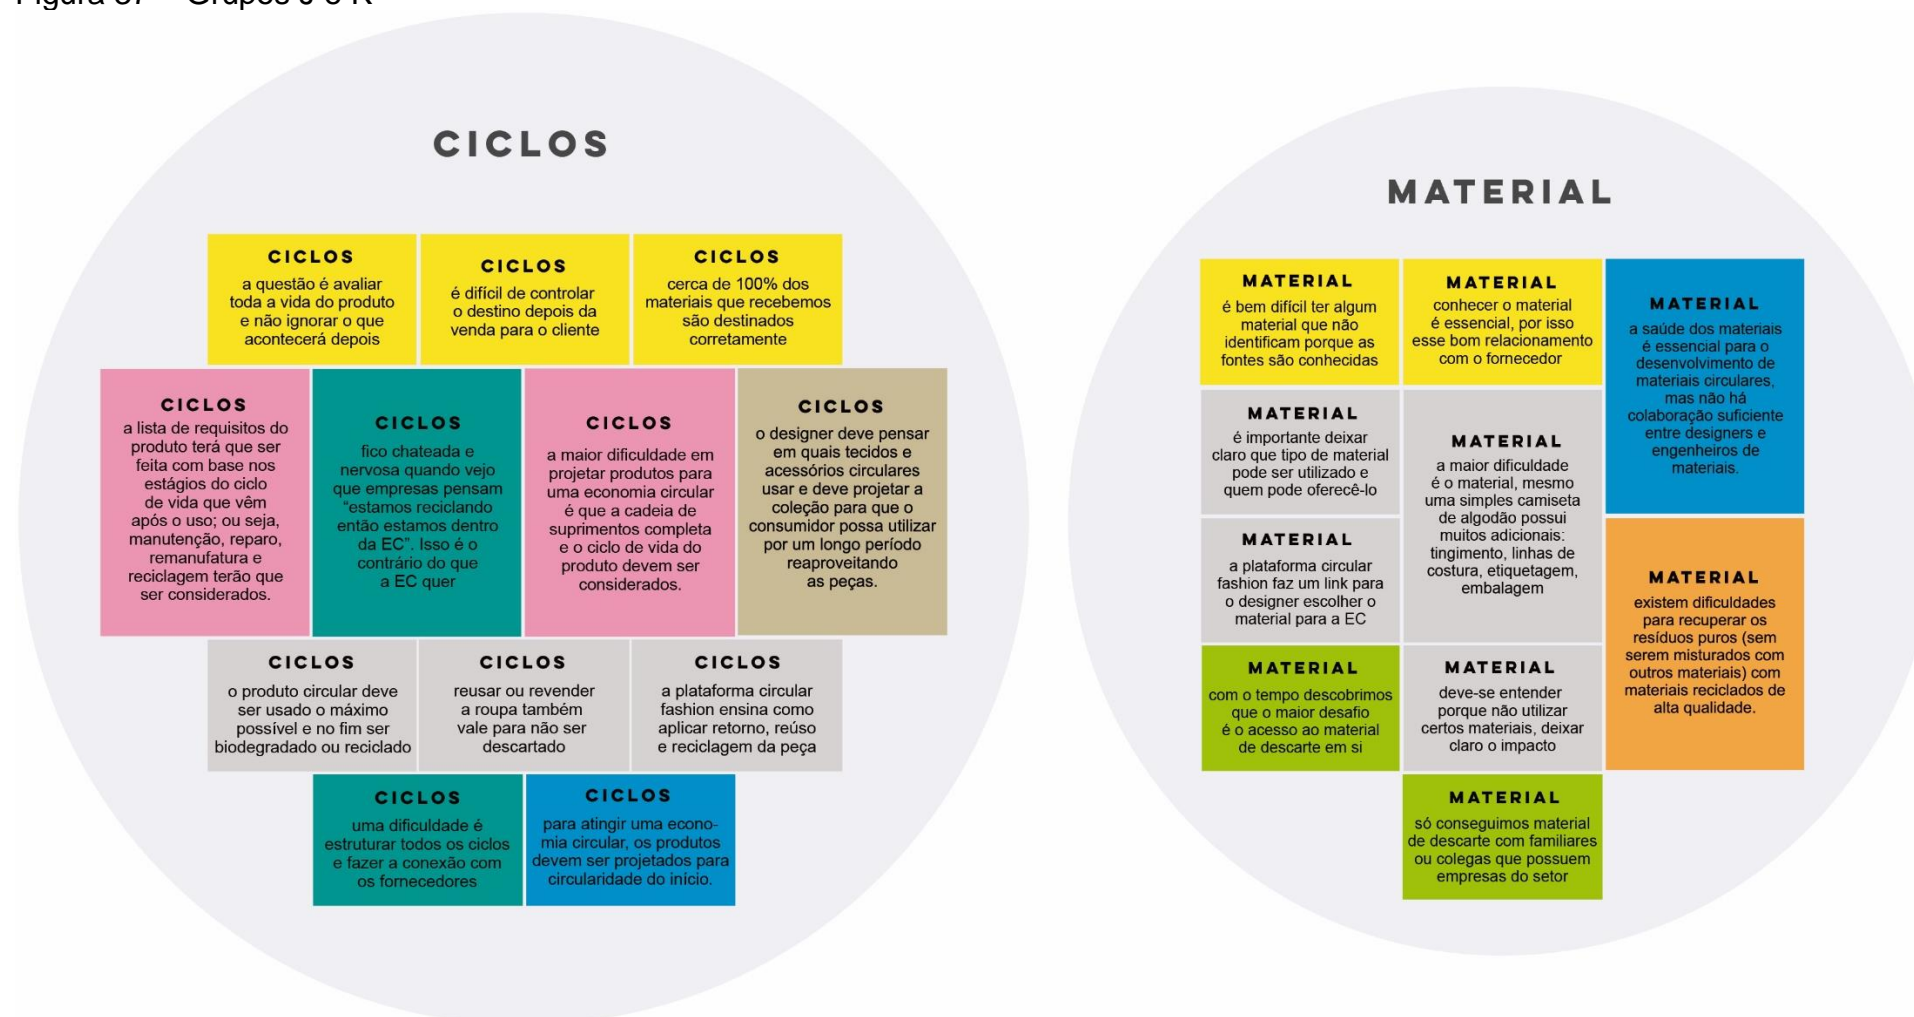 CICLOS
CICLOS
a questão é avaliar
toda a vida do produto
e não ignorar o que
acontecerá depois
CICLOS
é difícil de controlar
o destino depois da
venda para o cliente
CICLOS
cerca de 100% dos
materiais que recebemos
são destinados
corretamente
CICLOS
a lista de requisitos do
produto terá que ser
feita com base nos
estágios do ciclo
de vida que vêm
após o uso; ou seja,
manutenção, reparo,
remanufatura e
reciclagem terão que
ser considerados.
CICLOS
fico chateada e
nervosa quando vejo
que empresas pensam
“estamos reciclando
então estamos dentro
da EC”. Isso é o
contrário do que
a EC quer
CICLOS
a maior dificuldade em
projetar produtos para
uma economia circular
é que a cadeia de
suprimentos completa
e o ciclo de vida do
produto devem ser
considerados.
CICLOS
o designer deve pensar
em quais tecidos e
acessórios circulares
usar e deve projetar a
coleção para que o
consumidor possa utilizar
por um longo período
reaproveitando
as peças.
CICLOS
o produto circular deve
ser usado o máximo
possível e no fim ser
biodegradado ou reciclado
CICLOS
reusar ou revender
a roupa também
vale para não ser
descartado
CICLOS
a plataforma circular
fashion ensina como
aplicar retorno, reúso
e reciclagem da peça
CICLOS
uma dificuldade é
estruturar todos os ciclos
e fazer a conexão com
os fornecedores
CICLOS
para atingir uma econo-
mia circular, os produtos
devem ser projetados para
circularidade do início.
MATERIAL
MATERIAL
é bem difícil ter algum
material que não
identificam porque as
fontes são conhecidas
MATERIAL
conhecer o material
é essencial, por isso
esse bom relacionamento
com o fornecedor
MATERIAL
a saúde dos materiais
é essencial para o
desenvolvimento de
materiais circulares,
mas não há
colaboração suficiente
entre designers e
engenheiros de
materiais.
MATERIAL
é importante deixar
claro que tipo de material
pode ser utilizado e
quem pode oferecê-lo
MATERIAL
a maior dificuldade
é o material, mesmo
uma simples camiseta
de algodão possui
muitos adicionais:
tingimento, linhas de
costura, etiquetagem,
embalagem
MATERIAL
a plataforma circular
fashion faz um link para
o designer escolher o
material para a EC
MATERIAL
existem dificuldades
para recuperar os
resíduos puros (sem
serem misturados com
outros materiais) com
materiais reciclados de
alta qualidade.
MATERIAL
com o tempo descobrimos
que o maior desafio
é o acesso ao material
de descarte em si
MATERIAL
deve-se entender
porque não utilizar
certos materiais, deixar
claro o impacto
MATERIAL
só conseguimos material
de descarte com familiares
ou colegas que possuem
empresas do setor